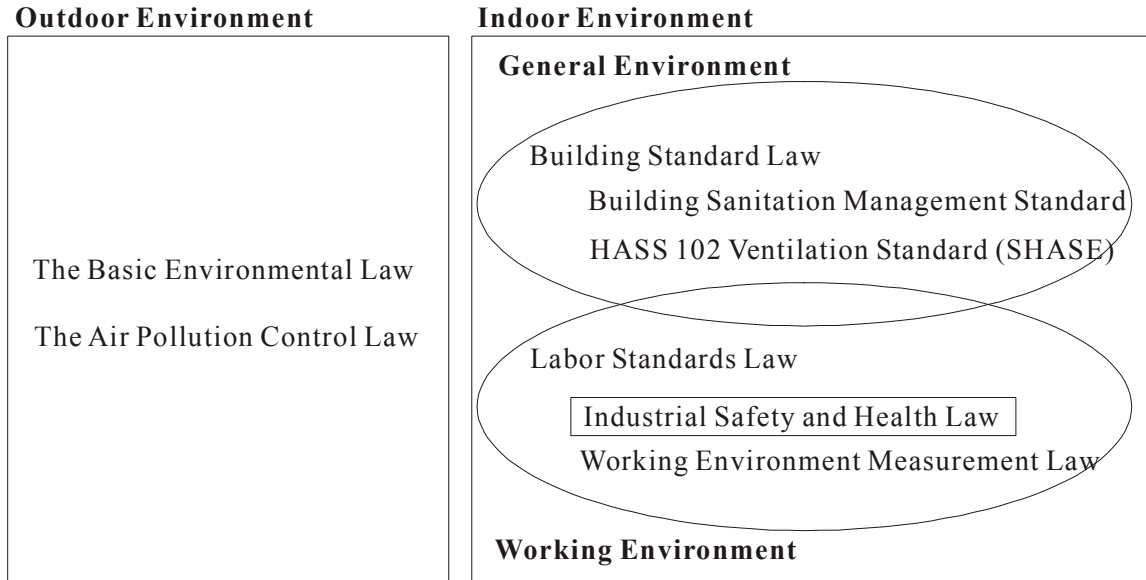 Outdoor Environment
The Basic Environmental Law
The Air Pollution Control Law
Indoor Environment
General Environment
Building Standard Law
Building Sanitation Management Standard
HASS 102 Ventilation Standard (SHASE)
Labor Standards Law
Industrial Safety and Health Law
Working Environment Measurement Law
Working Environment